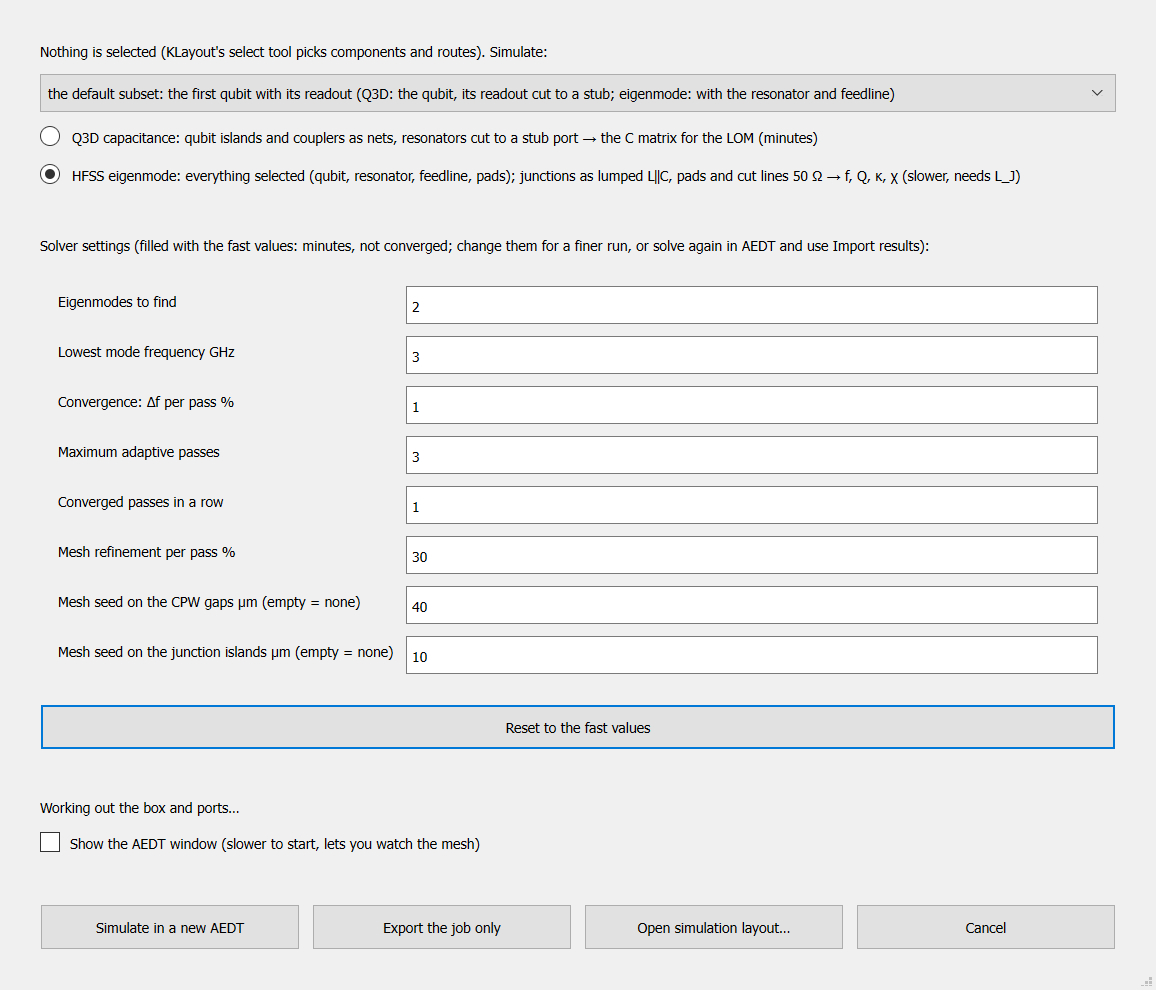 Nothing is selected (KLayout's select tool picks components and routes). Simulate:
the default subset: the first qubit with its readout (Q3D: the qubit, its readout cut to a stub; eigenmode: with the resonator and feedline)
Q3D capacitance: qubit islands and couplers as nets, resonators cut to a stub port → the C matrix for the LOM (minutes)
HFSS eigenmode: everything selected (qubit, resonator, feedline, pads); junctions as lumped L||C, pads and cut lines 50 Ω → f, Q, κ, χ (slower, needs L_J)
Solver settings (filled with the fast values: minutes, not converged; change them for a finer run, or solve again in AEDT and use Import results):
Eigenmodes to find 2
Lowest mode frequency GHz 3
Convergence: Δf per pass % 1
Maximum adaptive passes 3
Converged passes in a row 1
Mesh refinement per pass % 30
Mesh seed on the CPW gaps µm (empty = none) 40
Mesh seed on the junction islands µm (empty = none) 10
Reset to the fast values
Working out the box and ports...
Show the AEDT window (slower to start, lets you watch the mesh)
Simulate in a new AEDT Export the job only Open simulation layout... Cancel